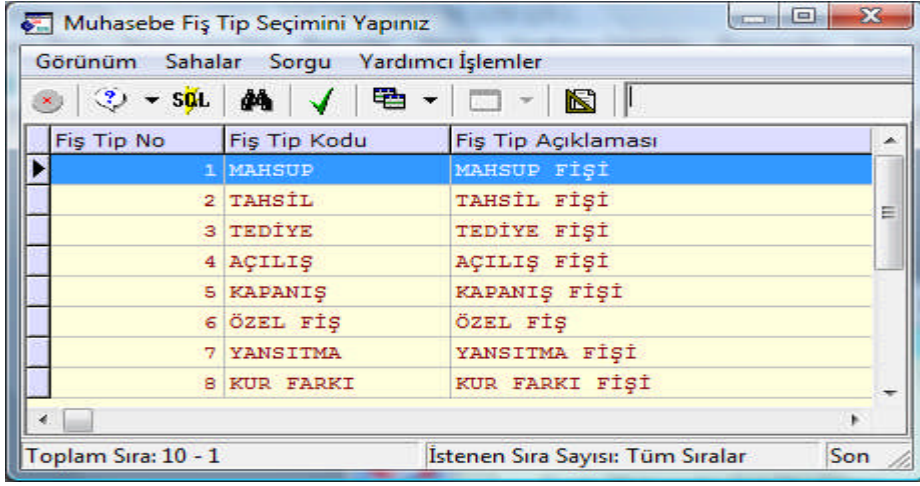 Muhasebe Fiş Tip Seçimini Yapınız
Görünüm Sahalar Sorgu Yardımcı İşlemler
SQL
Fiş Tip No Fiş Tip Kodu Fiş Tip Açıklaması
1 MAHSUP MAHSUP FİŞİ
2 TAHSİL TAHSİL FİŞİ
3 TEDİYE TEDİYE FİŞİ
4 AÇILIŞ AÇILIŞ FİŞİ
5 KAPANIŞ KAPANIŞ FİŞİ
6 ÖZEL FİŞ ÖZEL FİŞ
7 YANSITMA YANSITMA FİŞİ
8 KUR FARKI KUR FARKI FİŞİ
Toplam Sıra: 10 - 1 İstenen Sıra Sayısı: Tüm Sıralar Son